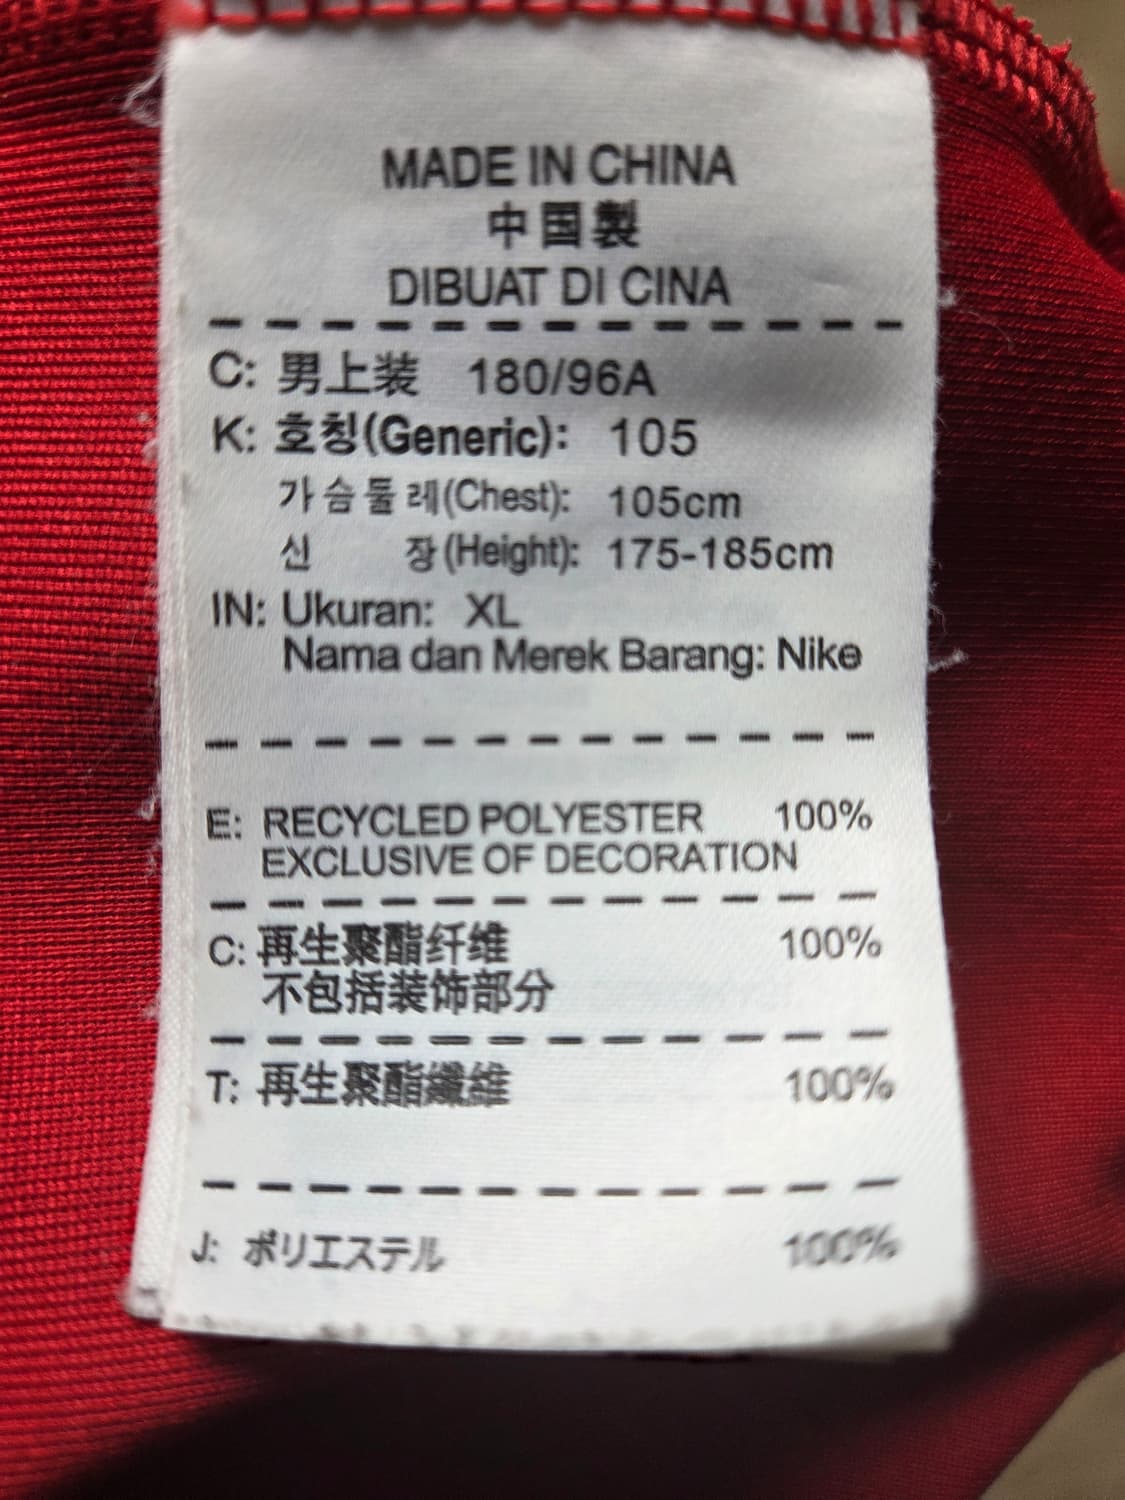 MADE IN CHINA
中国製
DIBUAT DI CINA
C: 男上装 180/96A
K: 호칭(Generic): 105
가슴둘레(Chest): 105cm
신 장(Height): 175-185cm
IN: Ukuran: XL
Nama dan Merek Barang: Nike
E: RECYCLED POLYESTER 100%
EXCLUSIVE OF DECORATION
C: 再生聚酯纤维 100%
不包括装饰部分
T: 再生聚酯纖維 100%
J: ポリエステル 100%